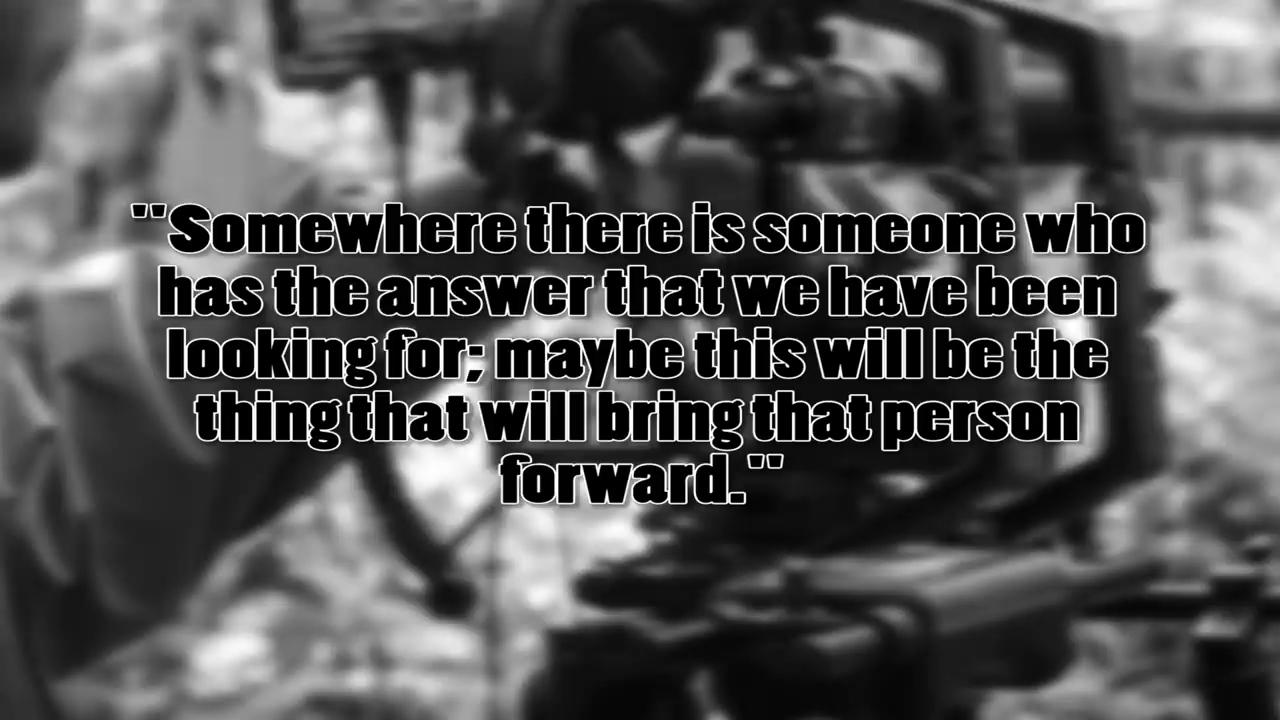 "Somewhere there is someone who
has the answer that we have been
looking for; maybe this will be the
thing that will bring that person
forward."